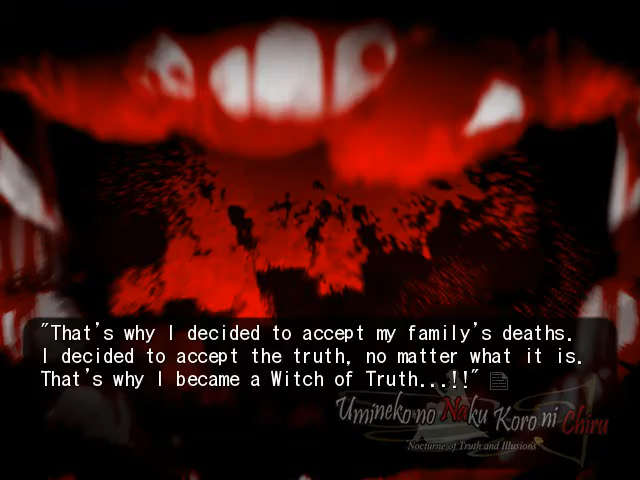 "That's why I decided to accept my family's deaths.
I decided to accept the truth, no matter what it is.
That's why I became a Witch of Truth...!!"
Umineko no Naku Koro ni Chiru
Nocturne of Truth and Illusions